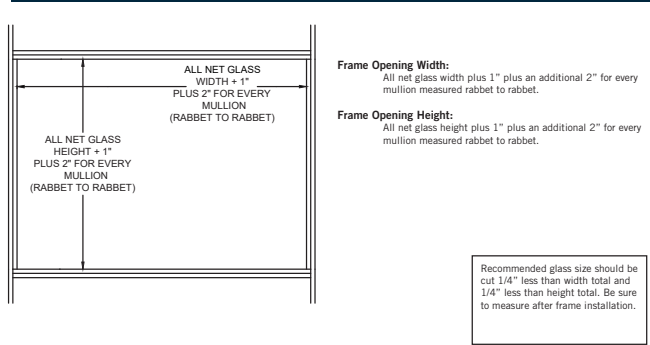 ALL NET GLASS
WIDTH + 1"
PLUS 2" FOR EVERY
MULLION
(RABBET TO RABBET)
ALL NET GLASS
HEIGHT + 1"
PLUS 2" FOR EVERY
MULLION
(RABBET TO RABBET)
Frame Opening Width:
All net glass width plus 1” plus an additional 2” for every
mullion measured rabbet to rabbet.
Frame Opening Height:
All net glass height plus 1” plus an additional 2” for every
mullion measured rabbet to rabbet.
Recommended glass size should be
cut 1/4” less than width total and
1/4” less than height total. Be sure
to measure after frame installation.